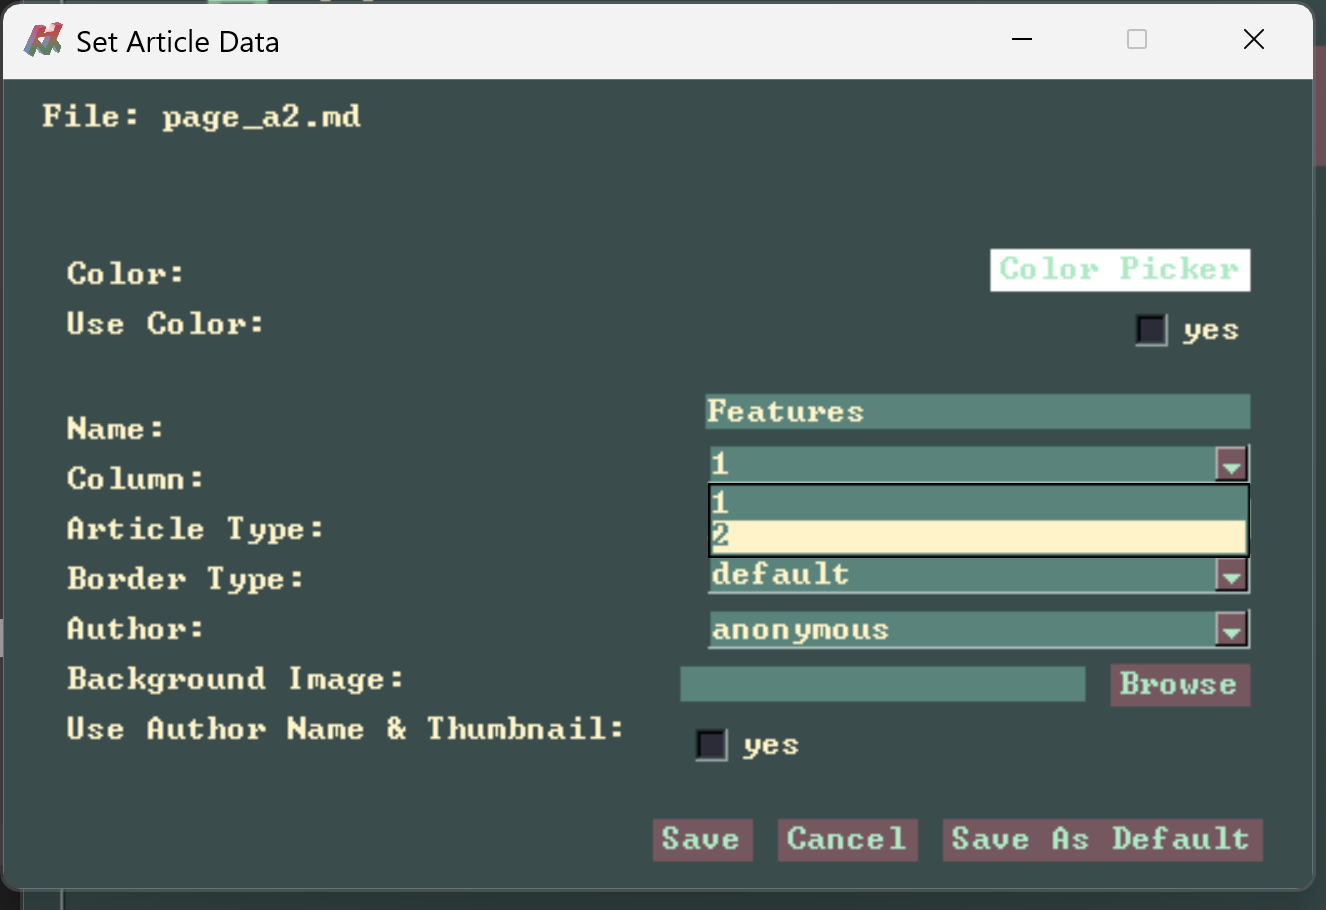 Set Article Data
File: page_a2.md
Color:
Color Picker
Use Color:
yes
Name:
Features
Column:
1
1
2
Article Type:
Border Type:
default
Author:
anonymous
Background Image:
Browse
Use Author Name & Thumbnail:
yes
Save
Cancel
Save As Default